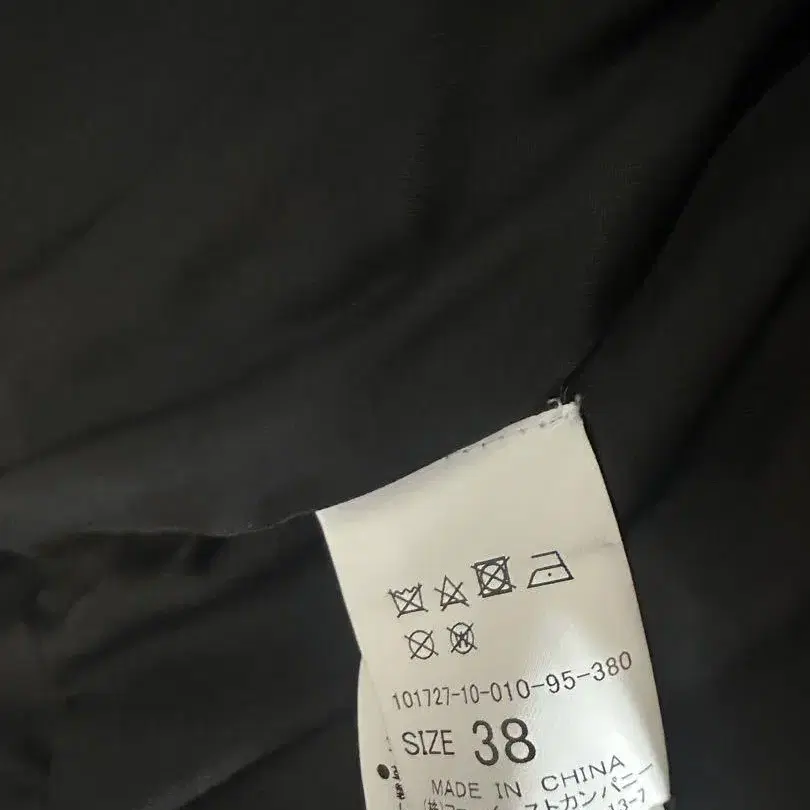 101727-10-010-95-380
SIZE 38
MADE IN CHINA